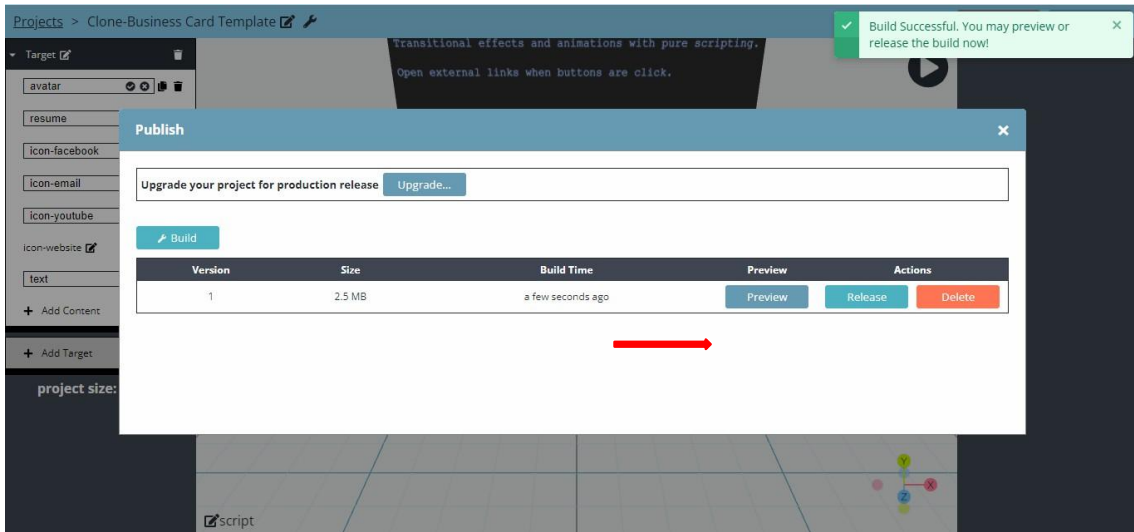 Projects > Clone-Business Card Template
Build Successful. You may preview or
release the build now!
Target
Transitional effects and animations with pure scripting.
Open external links when buttons are click.
avatar
resume
icon-facebook
icon-email
icon-youtube
icon-website
text
+ Add Content
+ Add Target
project size:
Publish
Upgrade your project for production release Upgrade...
Build
Version Size Build Time Preview Actions
1 2.5 MB a few seconds ago Preview Release Delete
Y
X
Z
script